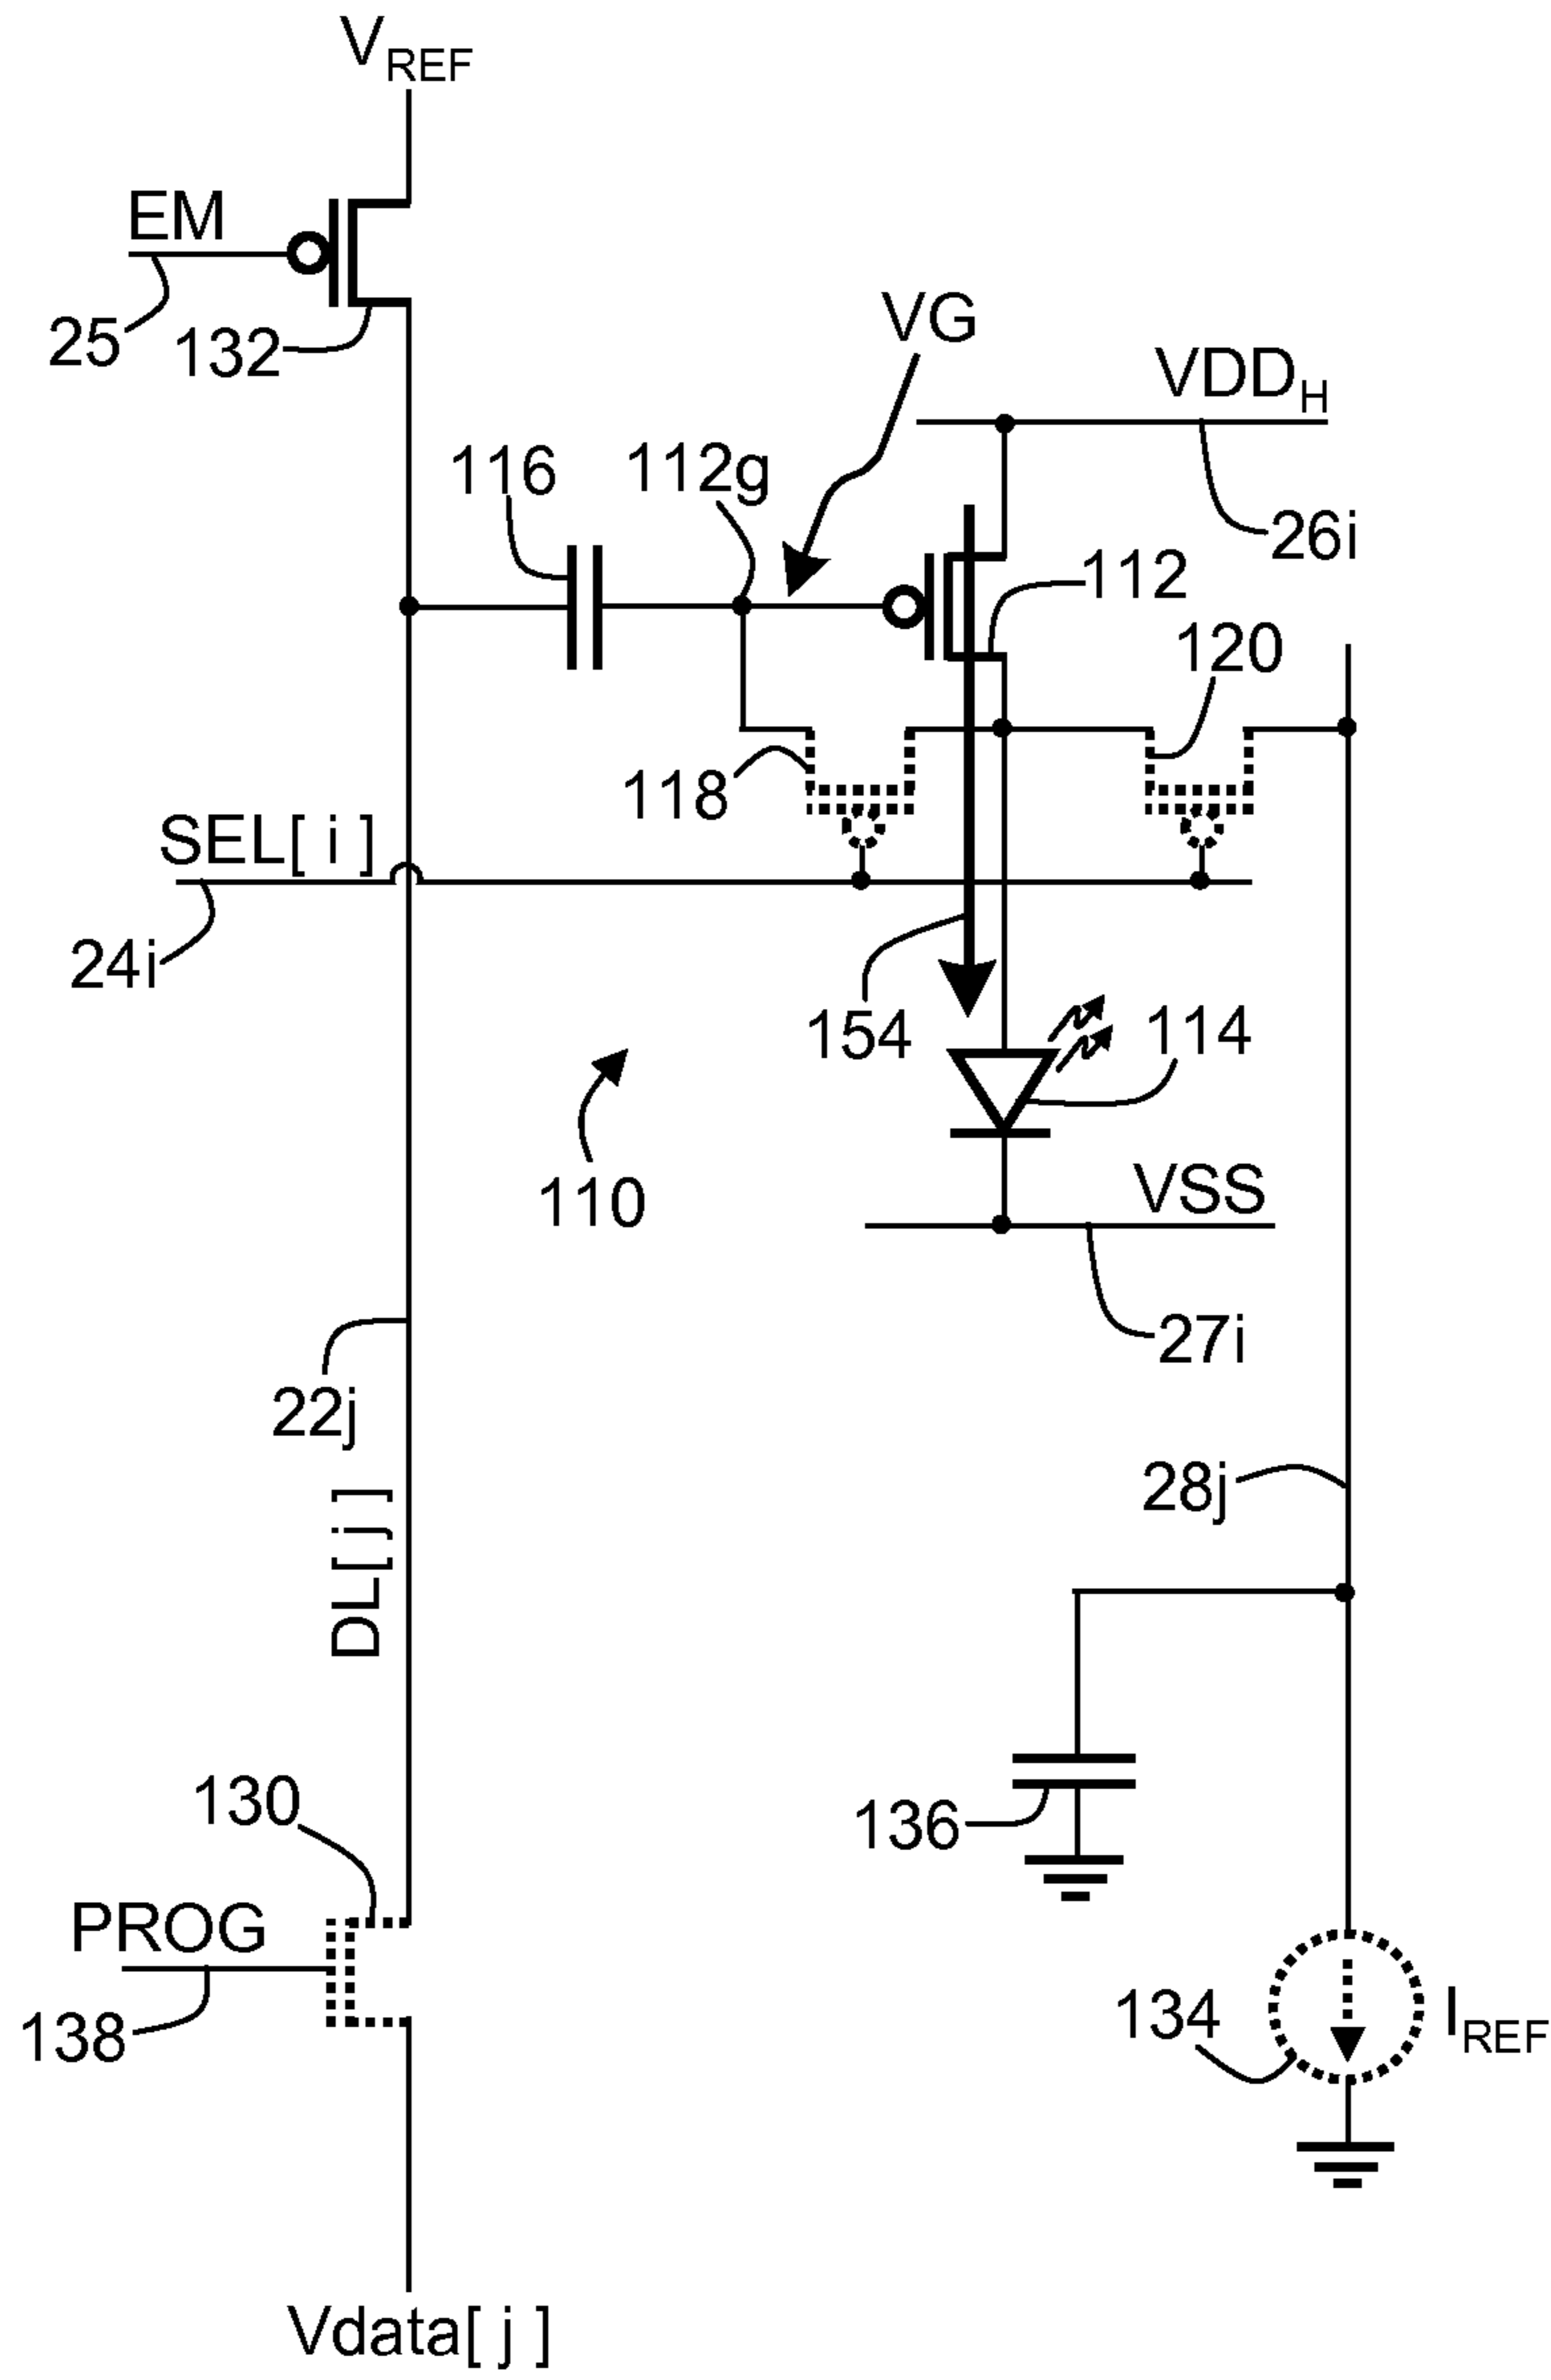 VREF
EM
25
132
VG
VDDH
116
112g
26i
112
120
118
SEL[ i ]
24i
154
114
110
VSS
27i
22j
28j
DL[ j ]
130
136
PROG
138
134
IREF
Vdata[ j ]